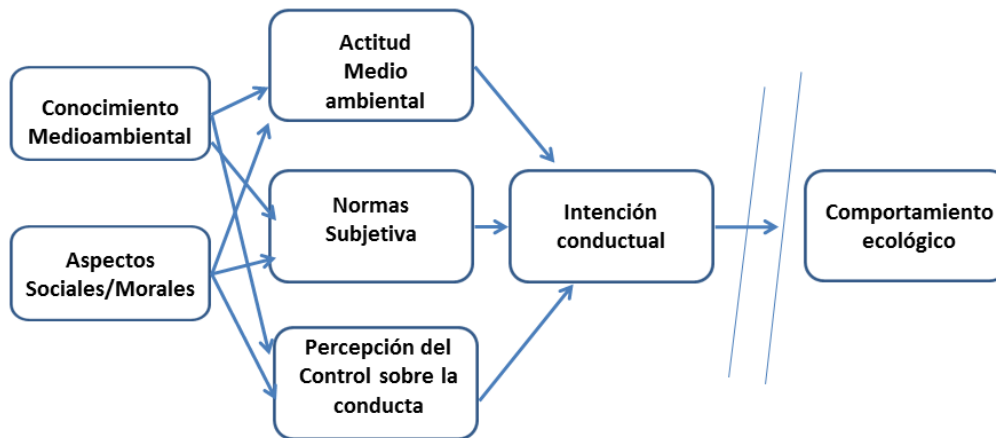 Conocimiento
Medioambiental
Aspectos
Sociales/Morales
Actitud
Medio
ambiental
Normas
Subjetiva
Percepción del
Control sobre la
conducta
Intención
conductual
Comportamiento
ecológico